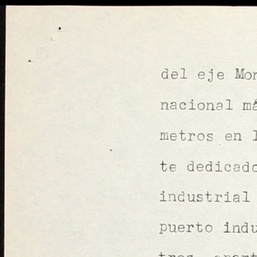 del eje Mon
nacional má
metros en l
te dedicado
industrial
puerto indu